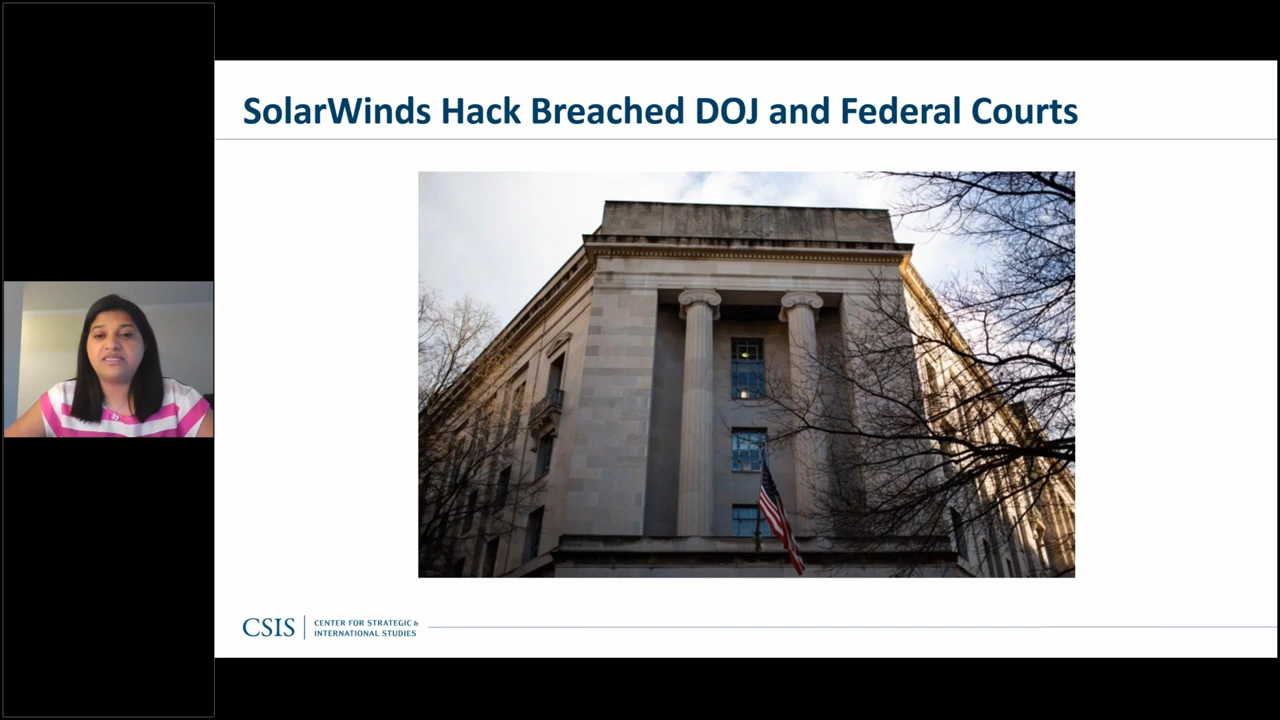 SolarWinds Hack Breached DOJ and Federal Courts
CSIS
CENTER FOR STRATEGIC &
INTERNATIONAL STUDIES